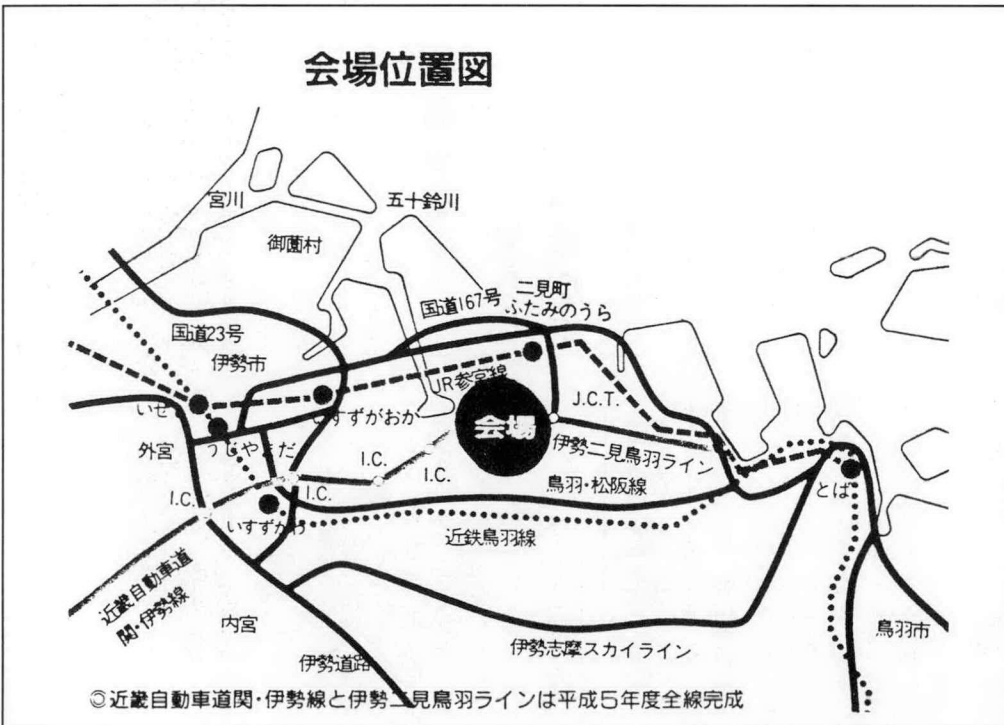 会場位置図
宮川
五十鈴川
御薗村
国道167号
二見町
ふたみのうら
国道23号
伊勢市
JR参宮線
いせし
いすずがおか
会場
J.C.T.
外宮
うじやまだ
伊勢二見鳥羽ライン
I.C.
I.C.
I.C.
I.C.
鳥羽・松阪線
とば
いすずがわ
近鉄鳥羽線
近畿自動車道
関・伊勢線
内宮
伊勢道路
伊勢志摩スカイライン
鳥羽市
◎近畿自動車道関・伊勢線と伊勢二見鳥羽ラインは平成5年度全線完成